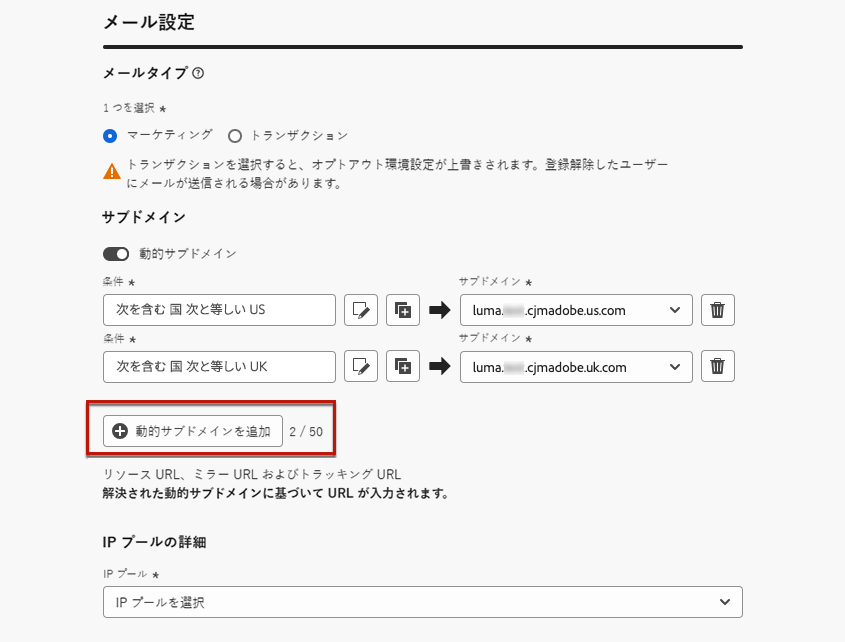 メール設定
メールタイプ
1 つを選択 *
マーケティング トランザクション
トランザクションを選択すると、オプトアウト環境設定が上書きされます。登録解除したユーザー
にメールが送信される場合があります。
サブドメイン
動的サブドメイン
条件 * サブドメイン *
次を含む 国 次と等しい US luma. .cjmadobe.us.com
条件 * サブドメイン *
次を含む 国 次と等しい UK luma. .cjmadobe.uk.com
動的サブドメインを追加 2 / 50
リソース URL、ミラー URL およびトラッキング URL
解決された動的サブドメインに基づいて URL が入力されます。
IP プールの詳細
IP プール *
IP プールを選択